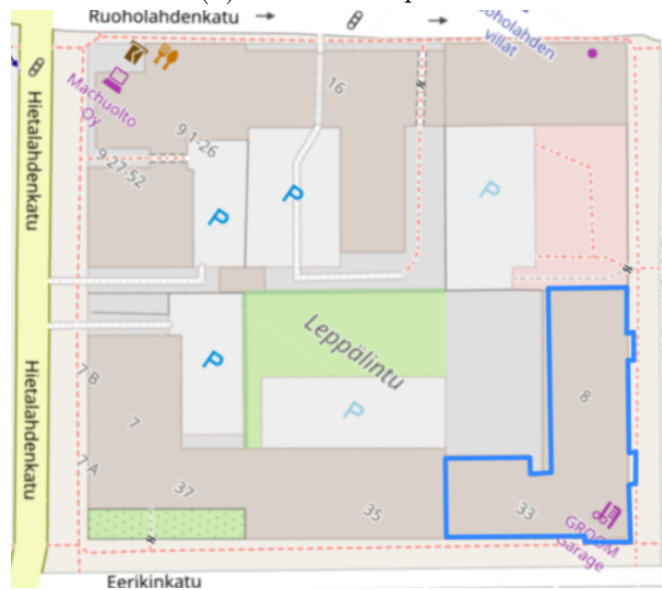 Ruoholahdenkatu
villat
Hietalahdenkatu
Machuolto
Oy
16
9 1-26
9-27-52
P
P
P
Leppälintu
P
P
Hietalahdenkatu
7 B
7
7 A
8
37
35
33
GROOM
Garage
Eerikinkatu